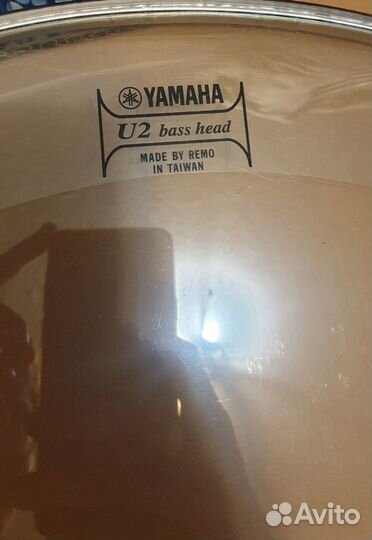 YAMAHA
U2 bass head
MADE BY REMO
IN TAIWAN
Avito